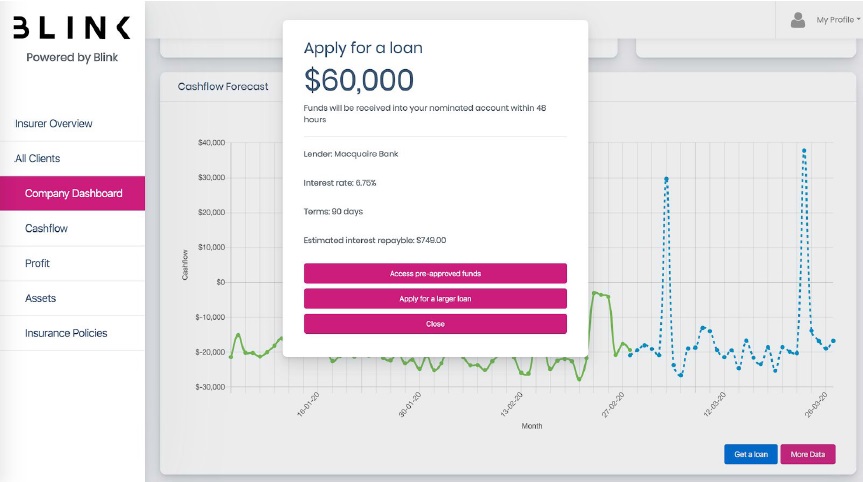 BLINK
Powered by Blink
Insurer Overview
All Clients
Company Dashboard
Cashflow
Profit
Assets
Insurance Policies
My Profile
Cashflow Forecast
Apply for a loan
$60,000
Funds will be received into your nominated account within 48
hours
Lender: Macquaire Bank
Interest rate: 6.75%
Terms: 90 days
Estimated interest repayable: $749.00
Access pre-approved funds
Apply for a larger loan
Close
Cashflow
$40,000
$30,000
$20,000
$10,000
$0
$-10,000
$-20,000
$-30,000
16-01-20
30-01-20
13-02-20
27-02-20
12-03-20
26-03-20
Month
Get a loan
More Data